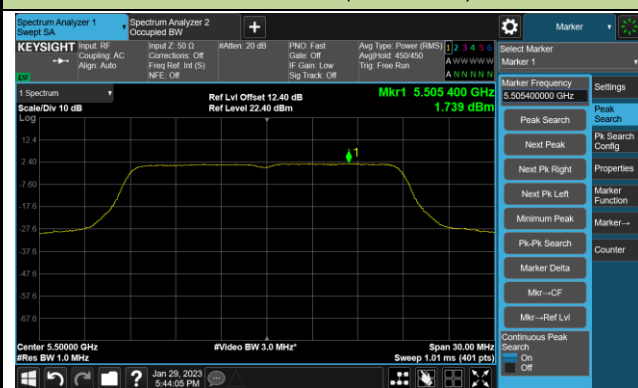 Spectrum Analyzer 1
Swept SA
Spectrum Analyzer 2
Occupied BW
Marker
KEYSIGHT
Input: RF
Coupling: AC
Align: Auto
Input Z: 50 Ω
Corrections: Off
Freq Ref: Int (S)
NFE: Off
#Atten: 20 dB
PNO: Fast
Gate: Off
IF Gain: Low
Sig Track: Off
Avg Type: Power (RMS)
Avg|Hold: 450/450
Trig: Free Run
1 2 3 4 5 6
A W W W W W
A N N N N N
LXI
Select Marker
Marker 1
1 Spectrum
Scale/Div 10 dB
Log
Ref Lvl Offset 12.40 dB
Ref Level 22.40 dBm
Mkr1 5.505 400 GHz
1.739 dBm
12.4
2.40
-7.60
-17.6
-27.6
-37.6
-47.6
-57.6
-67.6
1
Center 5.50000 GHz
#Res BW 1.0 MHz
#Video BW 3.0 MHz*
Span 30.00 MHz
Sweep 1.01 ms (401 pts)
Marker Frequency
5.505400000 GHz
Peak Search
Next Peak
Next Pk Right
Next Pk Left
Minimum Peak
Pk-Pk Search
Marker Delta
Mkr→CF
Mkr→Ref Lvl
Continuous Peak
Search
On
Off
Settings
Peak
Search
Pk Search
Config
Properties
Marker
Function
Marker→
Counter
Jan 29, 2023
5:44:05 PM